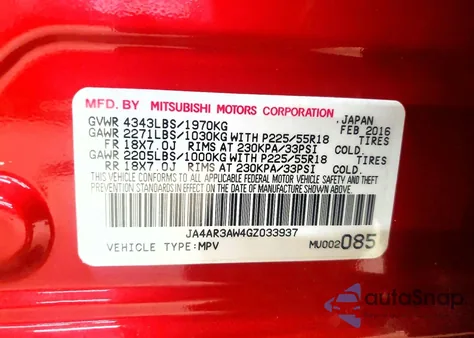 MFD. BY MITSUBISHI MOTORS CORPORATION, JAPAN
GVWR 4343LBS/1970KG FEB 2016
GAWR 2271LBS/1030KG WITH P225/55R18 TIRES
FR 18X7.0J RIMS AT 230KPA/33PSI COLD.
GAWR 2205LBS/1000KG WITH P225/55R18 TIRES
RR 18X7.0J RIMS AT 230KPA/33PSI COLD.
THIS VEHICLE CONFORMS TO ALL APPLICABLE FEDERAL MOTOR VEHICLE SAFETY AND
THEFT PREVENTION STANDARDS IN EFFECT ON THE DATE OF MANUFACTURE SHOWN ABOVE.
JA4AR3AW4GZ033937
VEHICLE TYPE:MPV MU002085
autoSnap